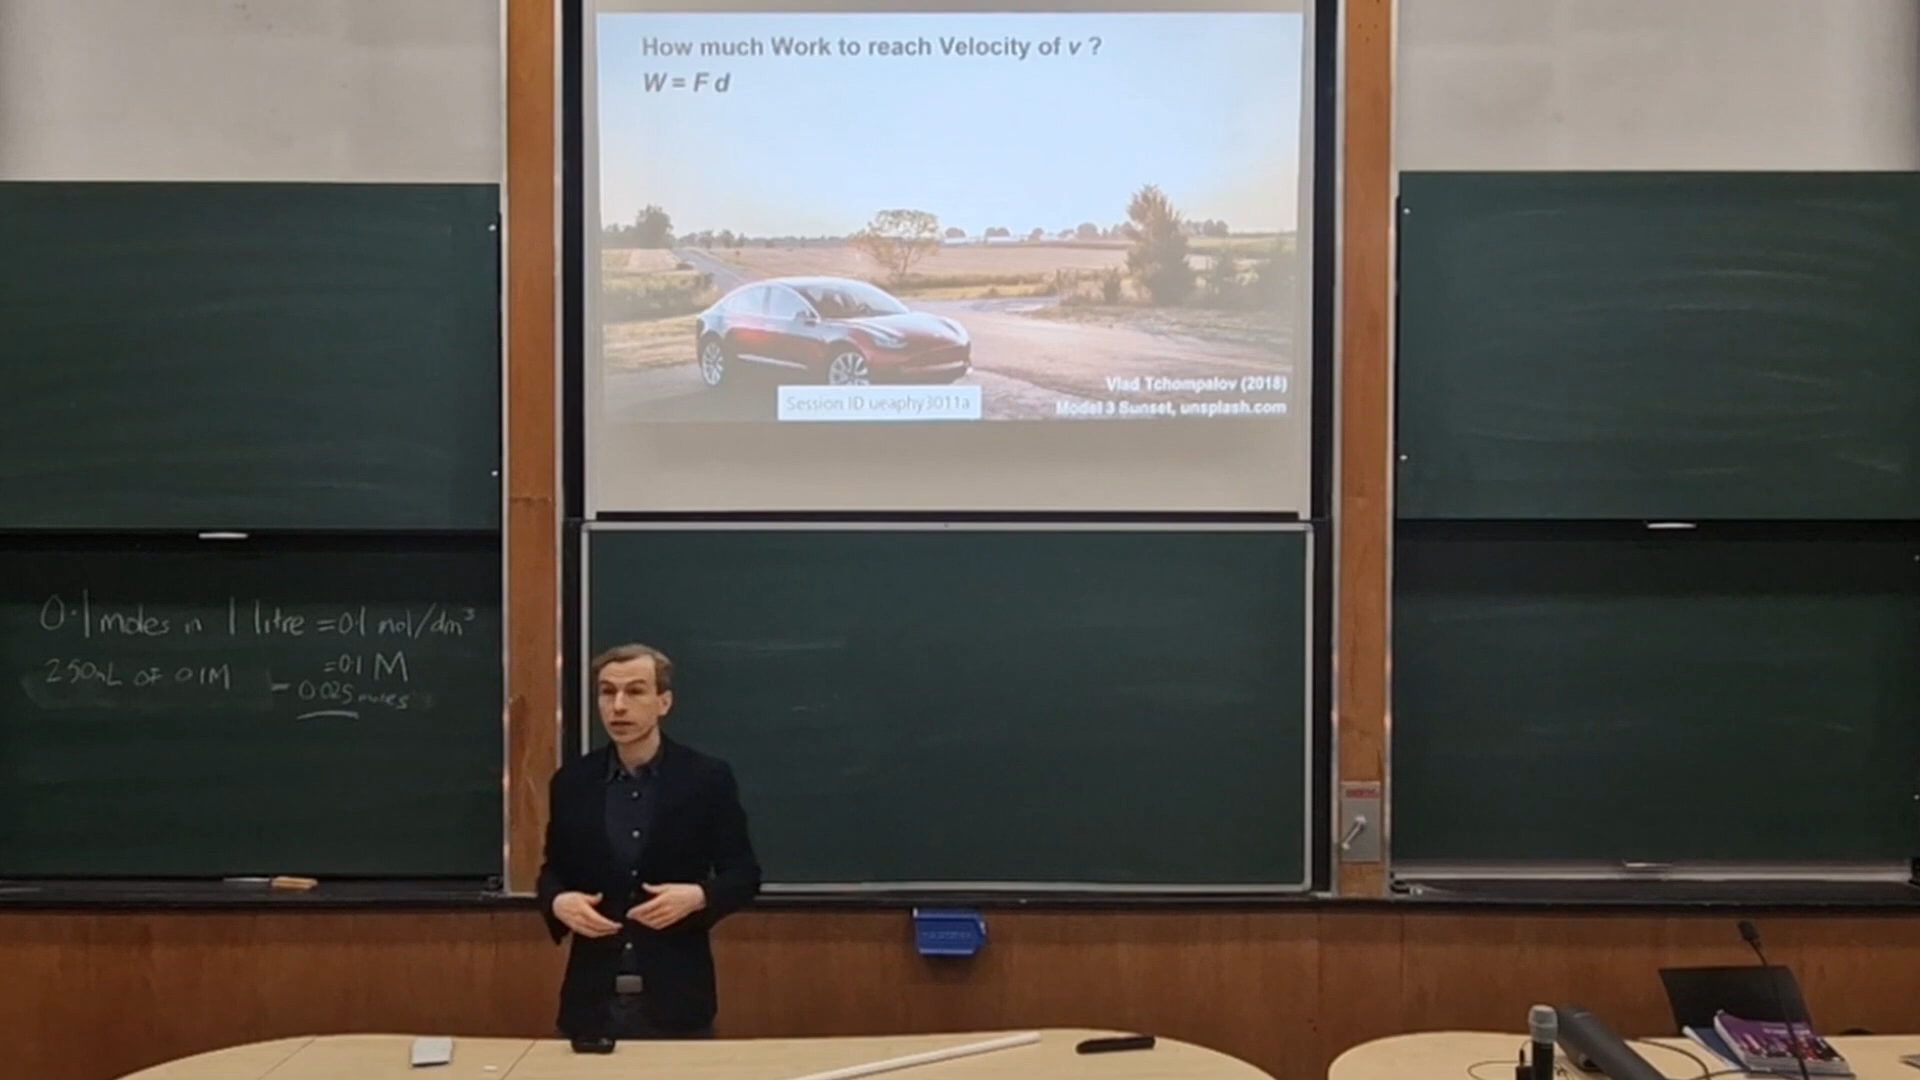 How much Work to reach Velocity of v ?
W = F d
Vlad Tchompalov (2018)
Model 3 Sunset, unsplash.com
Session ID ueaphy3011a
0.1 moles in 1 litre = 0.1 mol/dm³
= 0.1 M
250mL OF 0.1M = 0.025 moles